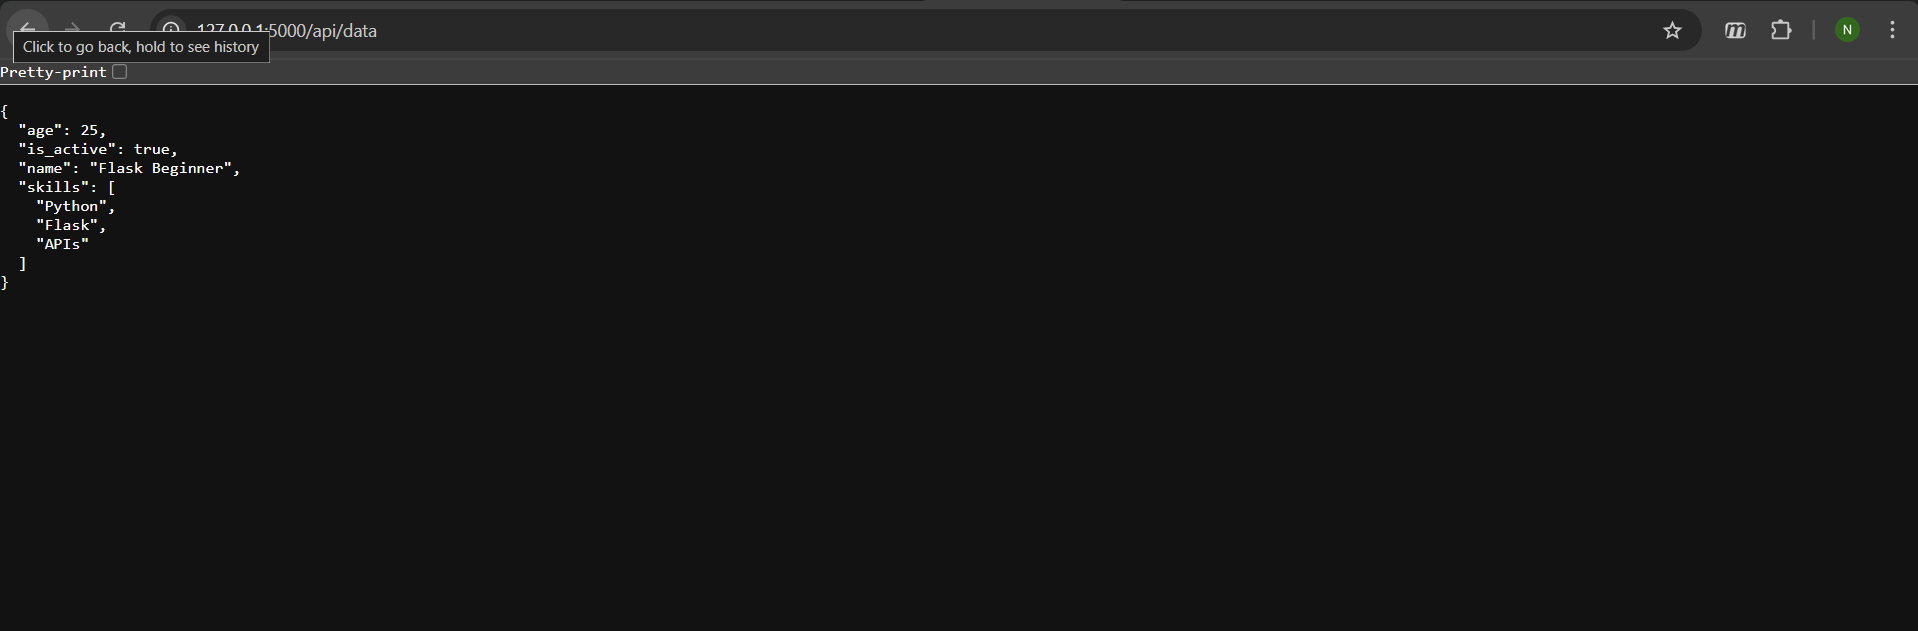 127.0.0.1:5000/api/data
N
Click to go back, hold to see history
Pretty-print
{
  "age": 25,
  "is_active": true,
  "name": "Flask Beginner",
  "skills": [
    "Python",
    "Flask",
    "APIs"
  ]
}